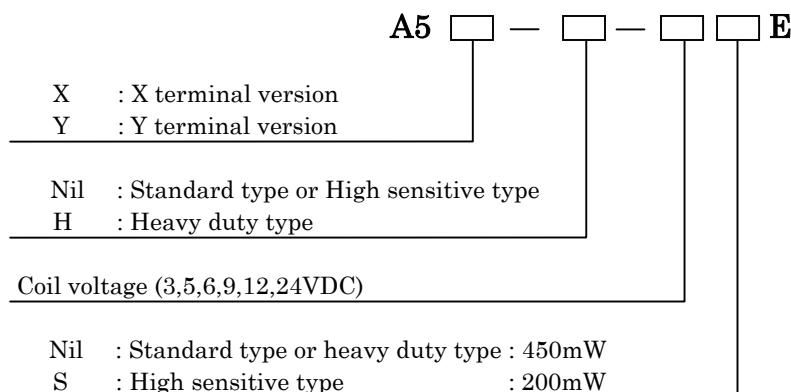 A5 □ — □ — □ □ E
X : X terminal version
Y : Y terminal version
Nil : Standard type or High sensitive type
H : Heavy duty type
Coil voltage (3,5,6,9,12,24VDC)
Nil : Standard type or heavy duty type : 450mW
S : High sensitive type : 200mW